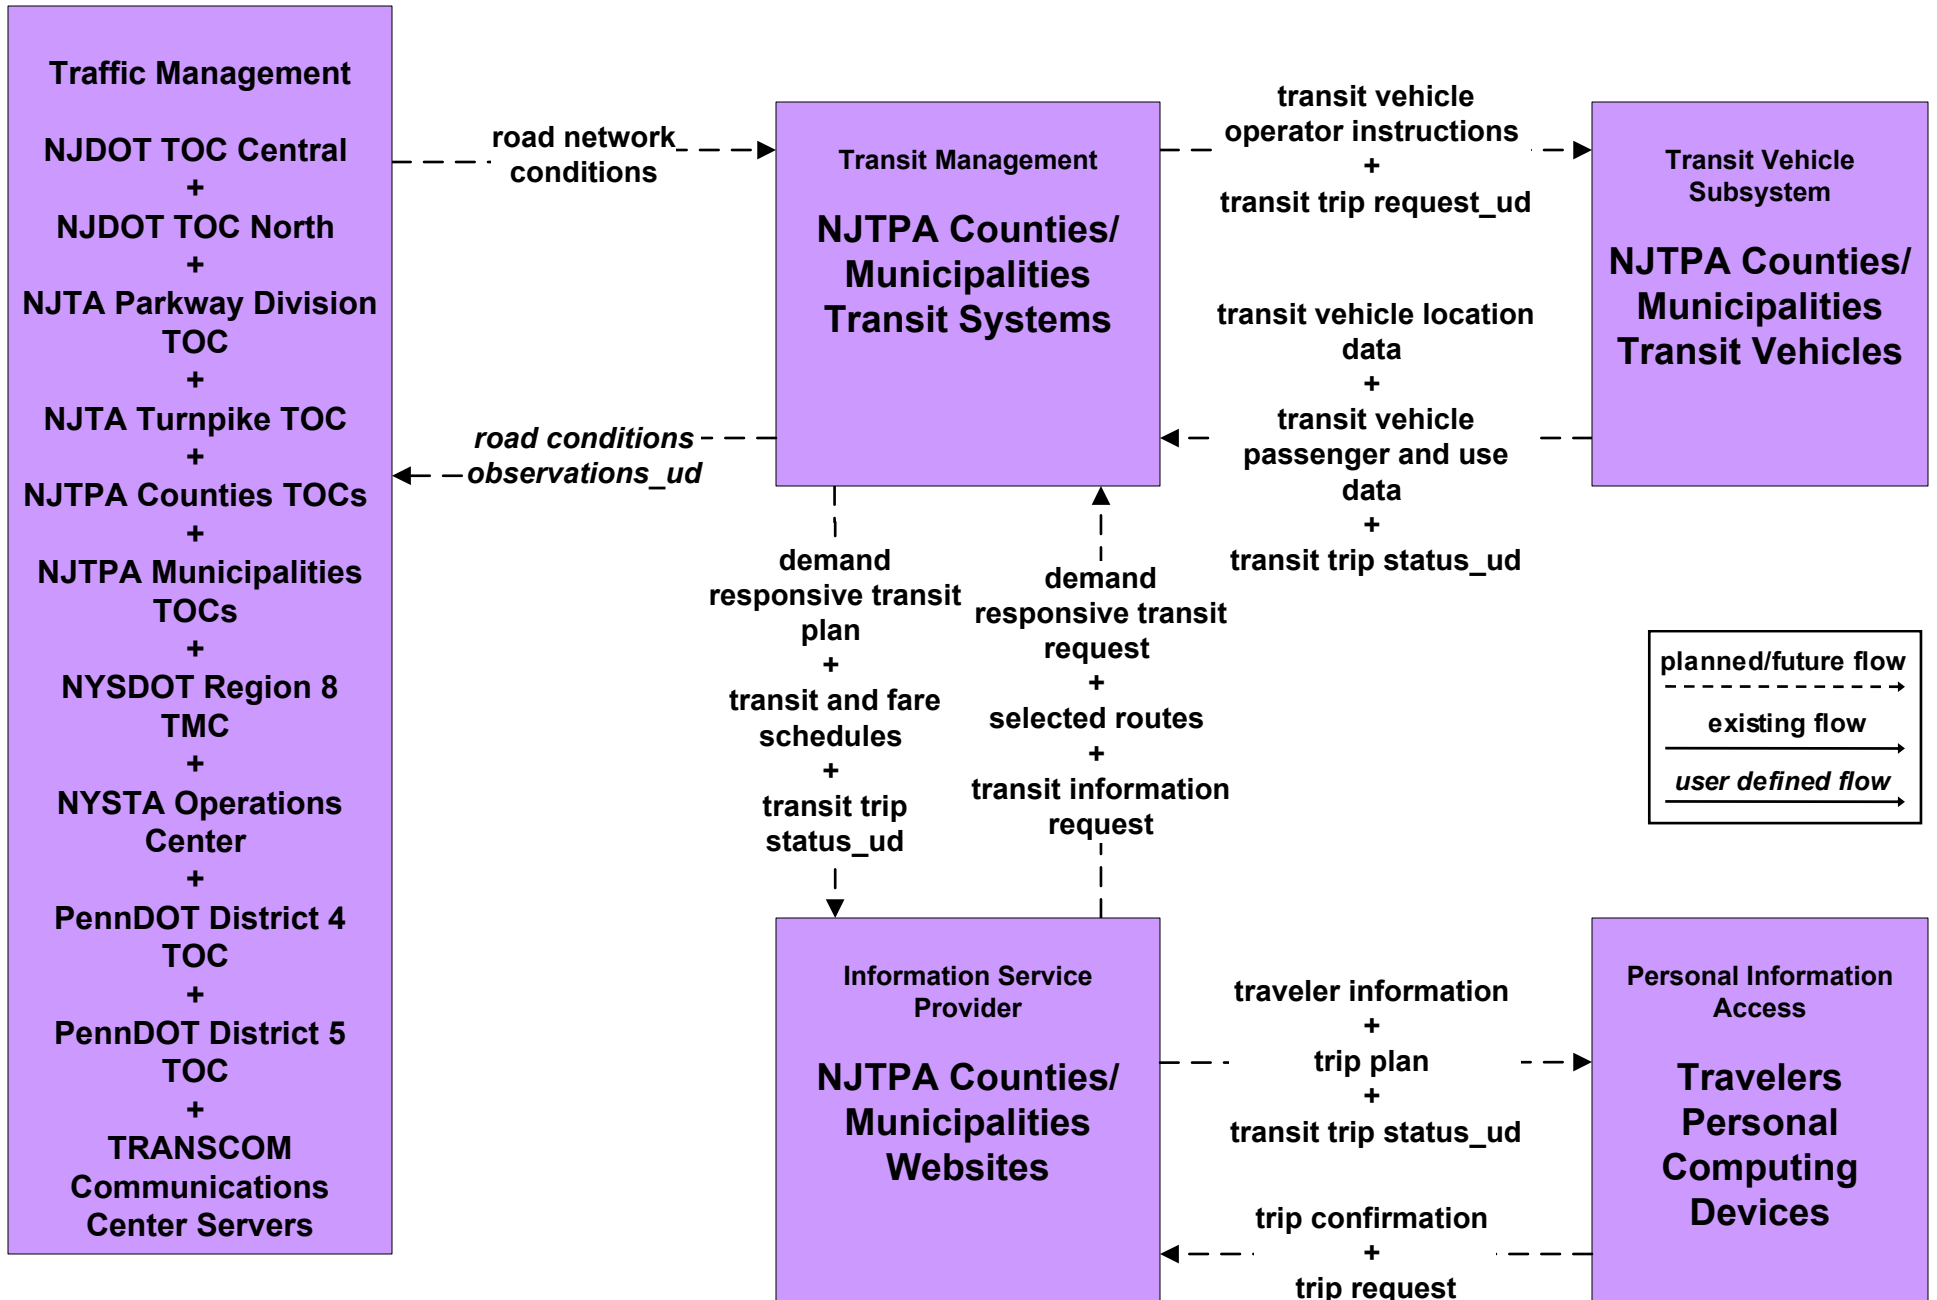 Traffic Management
NJDOT TOC Central
+
NJDOT TOC North
+
NJTA Parkway Division
TOC
+
NJTA Turnpike TOC
+
NJTPA Counties TOCs
+
NJTPA Municipalities
TOCs
+
NYSDOT Region 8
TMC
+
NYSTA Operations
Center
+
PennDOT District 4
TOC
+
PennDOT District 5
TOC
+
TRANSCOM
Communications
Center Servers
road network
conditions
road conditions
observations_ud
Transit Management
NJTPA Counties/
Municipalities
Transit Systems
transit vehicle
operator instructions
+
transit trip request_ud
transit vehicle location
data
+
transit vehicle
passenger and use
data
+
transit trip status_ud
Transit Vehicle
Subsystem
NJTPA Counties/
Municipalities
Transit Vehicles
demand
responsive transit
plan
+
transit and fare
schedules
+
transit trip
status_ud
demand
responsive transit
request
+
selected routes
+
transit information
request
planned/future flow
existing flow
user defined flow
Information Service
Provider
NJTPA Counties/
Municipalities
Websites
traveler information
+
trip plan
+
transit trip status_ud
trip confirmation
+
trip request
Personal Information
Access
Travelers
Personal
Computing
Devices